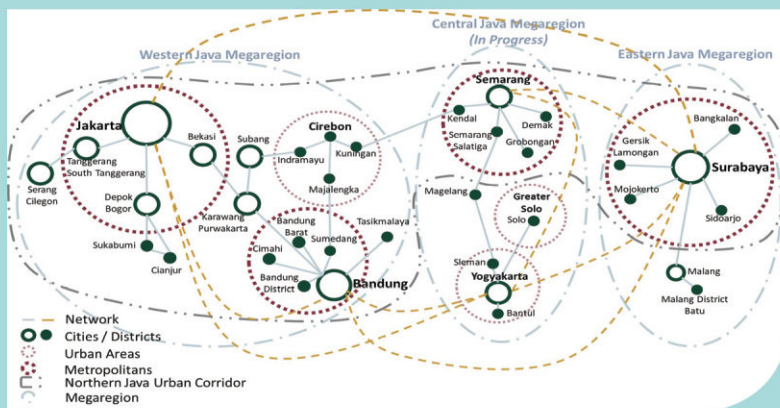 Central Java Megaregion
(In Progress)
Western Java Megaregion
Eastern Java Megaregion
Jakarta
Tanggerang
South Tanggerang
Serang
Cilegon
Bekasi
Depok
Bogor
Sukabumi
Cianjur
Subang
Karawang
Purwakarta
Cirebon
Indramayu
Kuningan
Majalengka
Bandung
Barat
Cimahi
Sumedang
Bandung
District
Bandung
Tasikmalaya
Semarang
Kendal
Demak
Semarang
Salatiga
Grobongan
Magelang
Greater
Solo
Solo
Sleman
Yogyakarta
Bantul
Bangkalan
Gersik
Lamongan
Surabaya
Mojokerto
Sidoarjo
Malang
Malang District
Batu
Network
Cities / Districts
Urban Areas
Metropolitans
Northern Java Urban Corridor
Megaregion